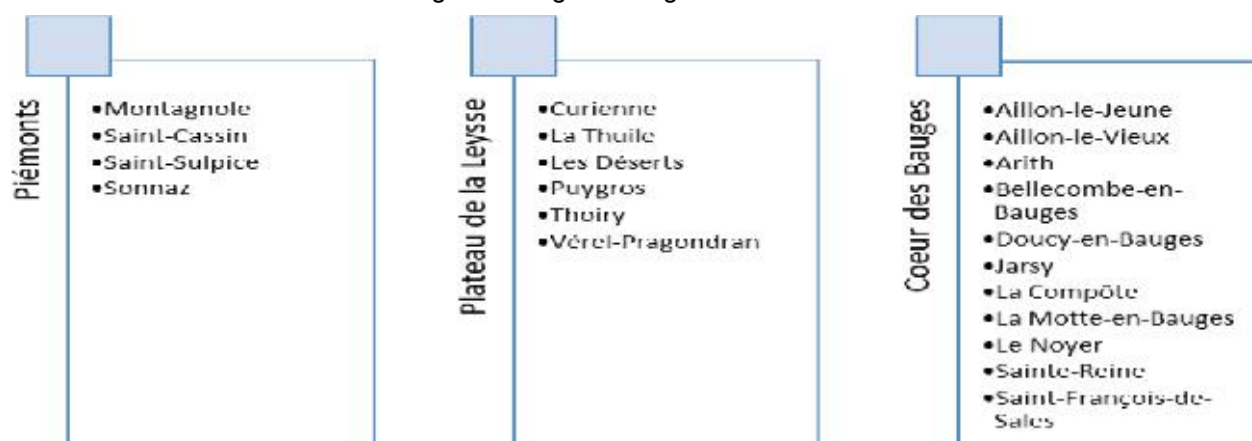 Piémonts
•Montagnole
•Saint-Cassin
•Saint-Sulpice
•Sonnaz
Plateau de la Leysse
•Curienne
•La Thuile
•Les Déserts
•Puygros
•Thoiry
•Vérel-Pragondran
Coeur des Bauges
•Aillon-le-Jeune
•Aillon-le-Vieux
•Arith
•Bellecombe-en-
Bauges
•Doucy-en-Bauges
•Jarsy
•La Compôte
•La Motte-en-Bauges
•Le Noyer
•Sainte-Reine
•Saint-François-de-
Sales